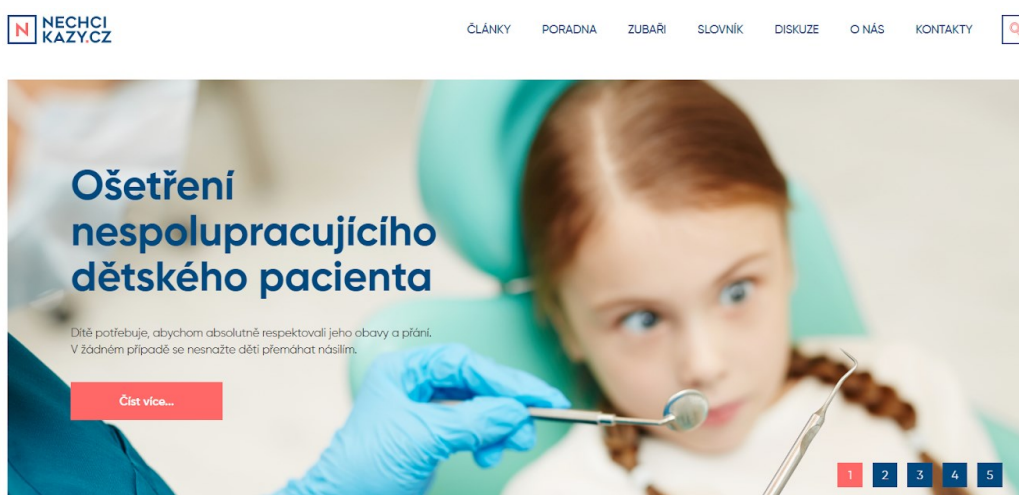 NECHCI
KAZY.CZ
ČLÁNKY PORADNA ZUBAŘI SLOVNÍK DISKUZE O NÁS KONTAKTY
Ošetření
nespolupracujícího
dětského pacienta
Dítě potřebuje, abychom absolutně respektovali jeho obavy a přání.
V žádném případě se nesnažte děti přemáhat násilím.
Číst více...
1 2 3 4 5